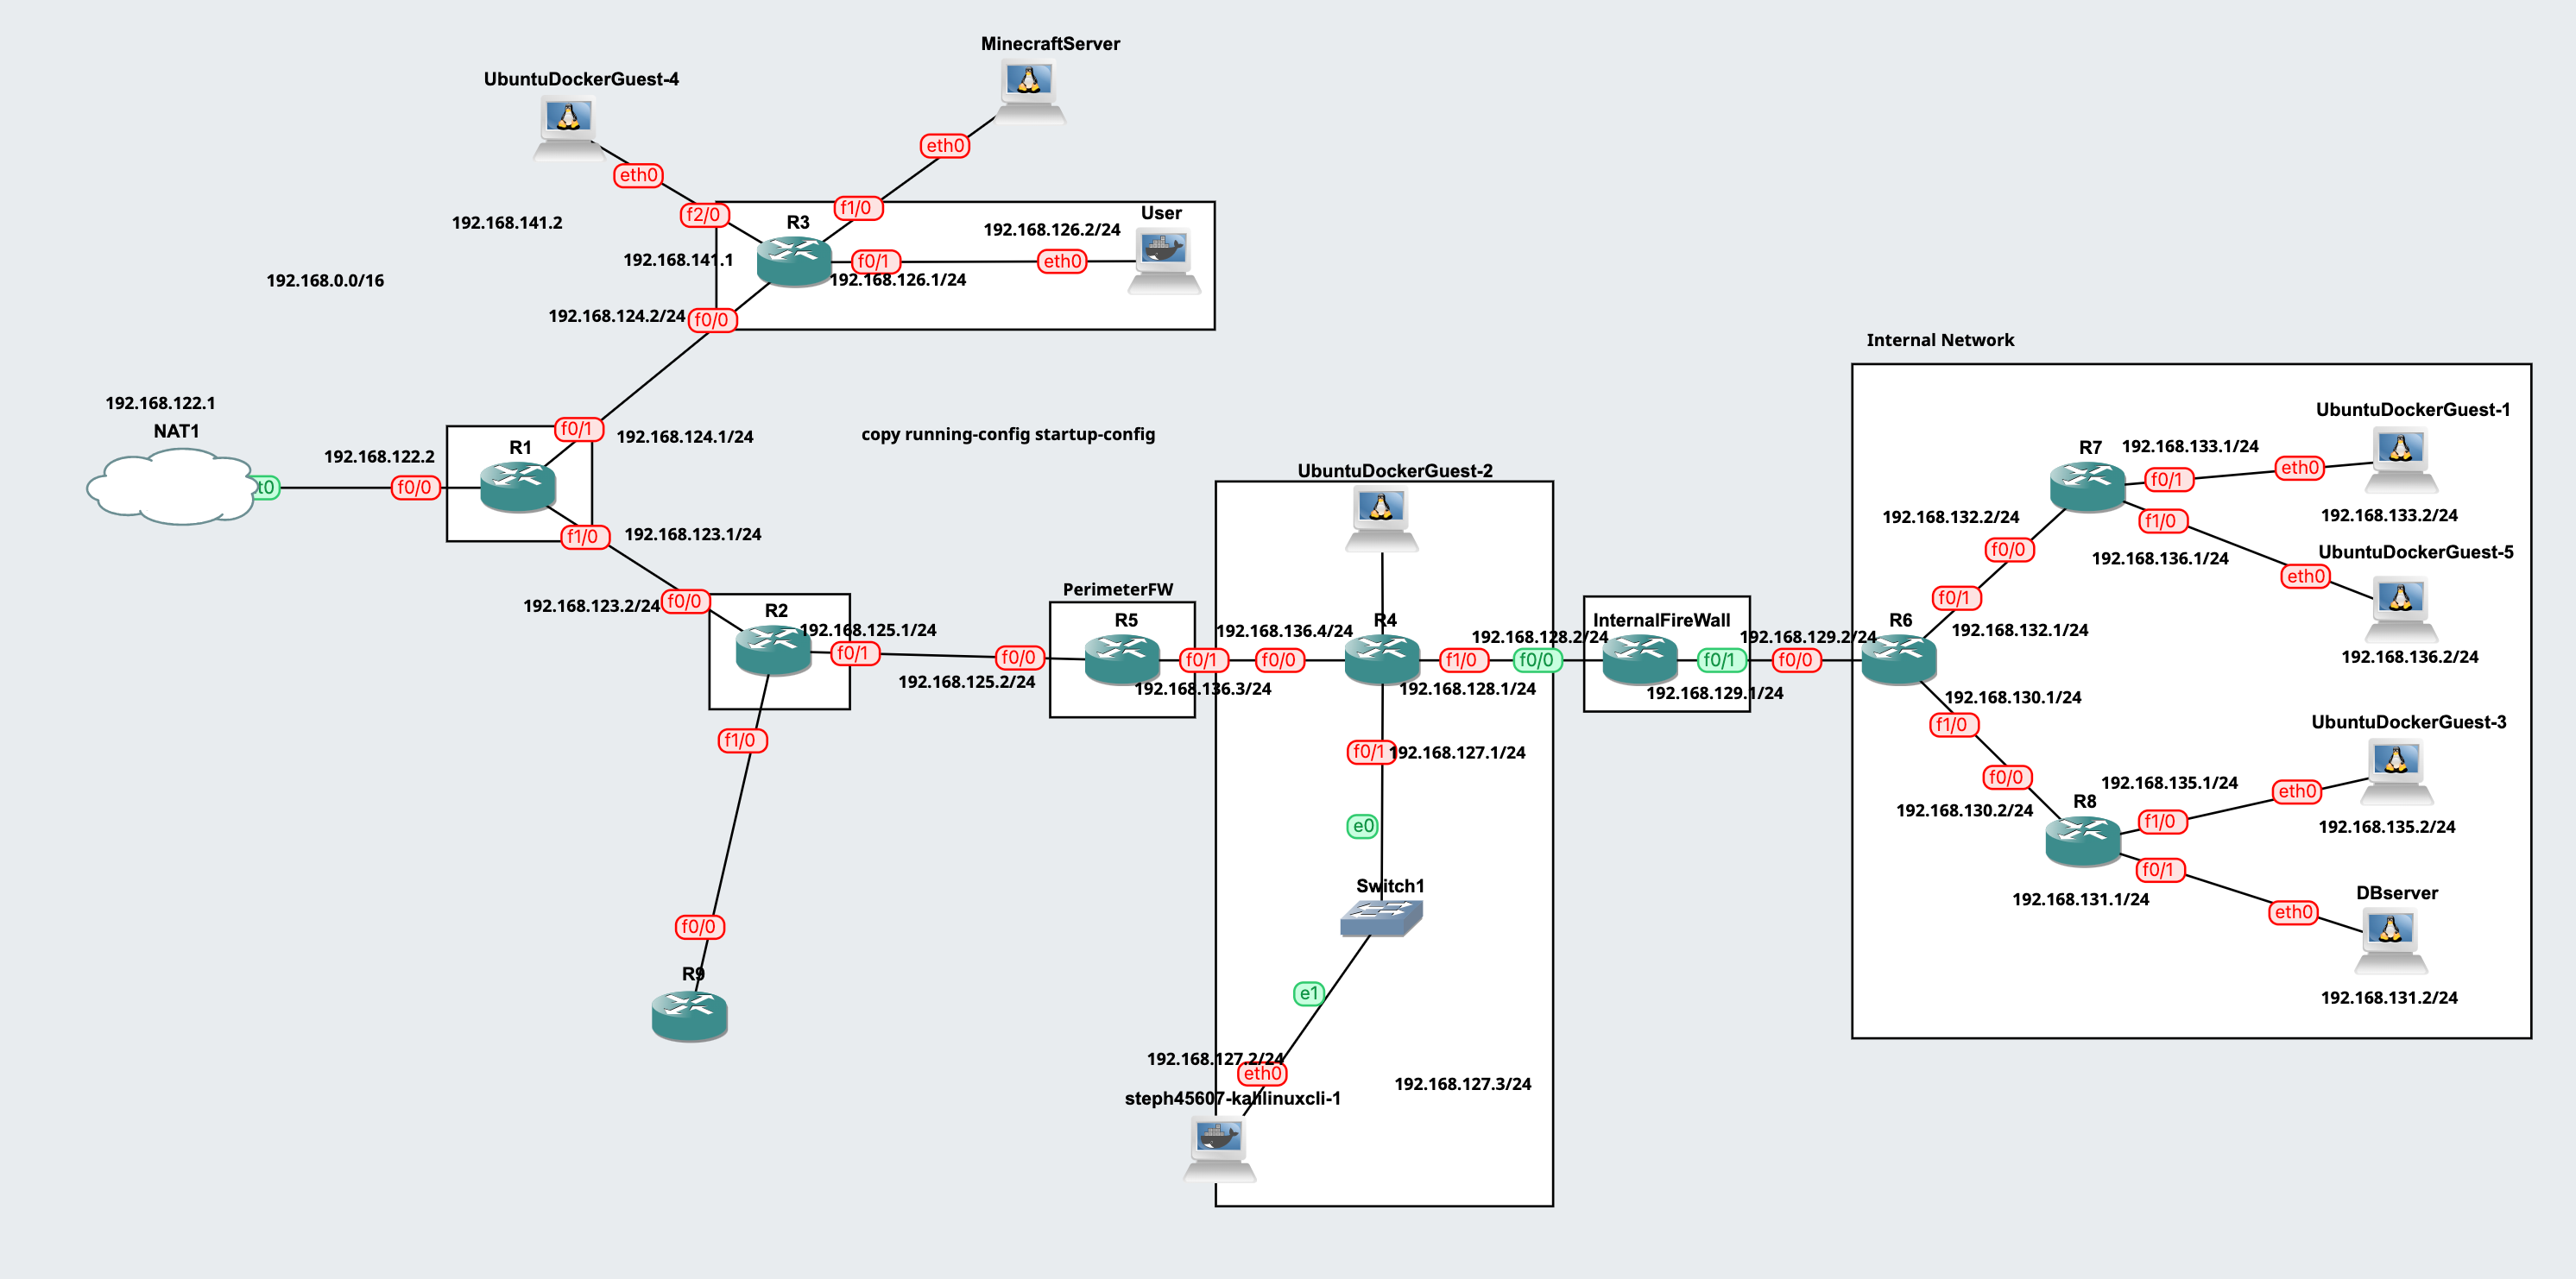 MinecraftServer
UbuntuDockerGuest-4
eth0
eth0
f2/0
f1/0
User
R3
192.168.141.2
192.168.126.2/24
192.168.141.1
f0/1
eth0
192.168.126.1/24
192.168.0.0/16
192.168.124.2/24
f0/0
Internal Network
192.168.122.1
NAT1
f0/1
192.168.124.1/24
copy running-config startup-config
R1
192.168.122.2
t0
f0/0
f1/0
192.168.123.1/24
UbuntuDockerGuest-2
UbuntuDockerGuest-1
R7
192.168.133.1/24
f0/1
eth0
192.168.132.2/24
f1/0
192.168.133.2/24
f0/0
192.168.136.1/24
UbuntuDockerGuest-5
eth0
f0/1
192.168.132.1/24
192.168.136.2/24
192.168.123.2/24
f0/0
R2
192.168.125.1/24
f0/1
PerimeterFW
R5
f0/0
192.168.125.2/24
f0/1
192.168.136.3/24
192.168.136.4/24
f0/0
R4
f1/0
192.168.128.2/24
f0/0
192.168.128.1/24
InternalFireWall
f0/1
192.168.129.2/24
f0/0
192.168.129.1/24
R6
192.168.130.1/24
f1/0
f1/0
f0/1
192.168.127.1/24
f0/0
192.168.130.2/24
R8
192.168.135.1/24
UbuntuDockerGuest-3
eth0
f1/0
192.168.135.2/24
e0
f0/1
192.168.131.1/24
DBserver
eth0
192.168.131.2/24
Switch1
f0/0
R9
e1
192.168.127.2/24
eth0
192.168.127.3/24
steph45607-kalilinuxcli-1